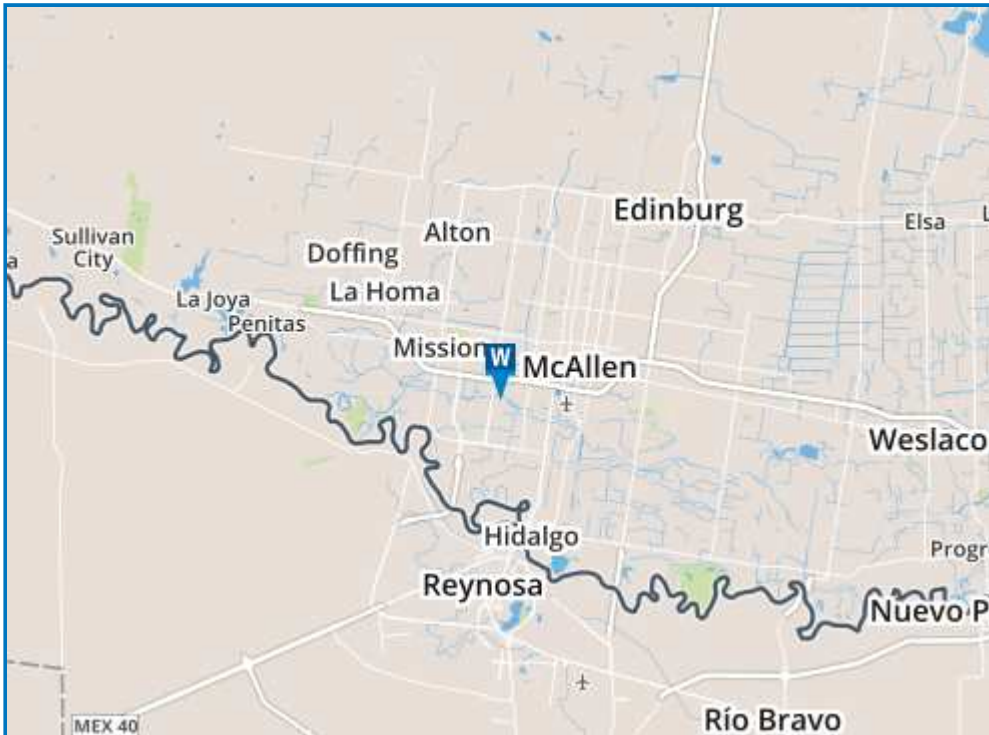 Edinburg
Elsa
L
Sullivan
City
Alton
Doffing
a
La Homa
La Joya
Penitas
Mission
W
McAllen
Weslaco
Hidalgo
Progr
Reynosa
Nuevo P
MEX 40
Río Bravo